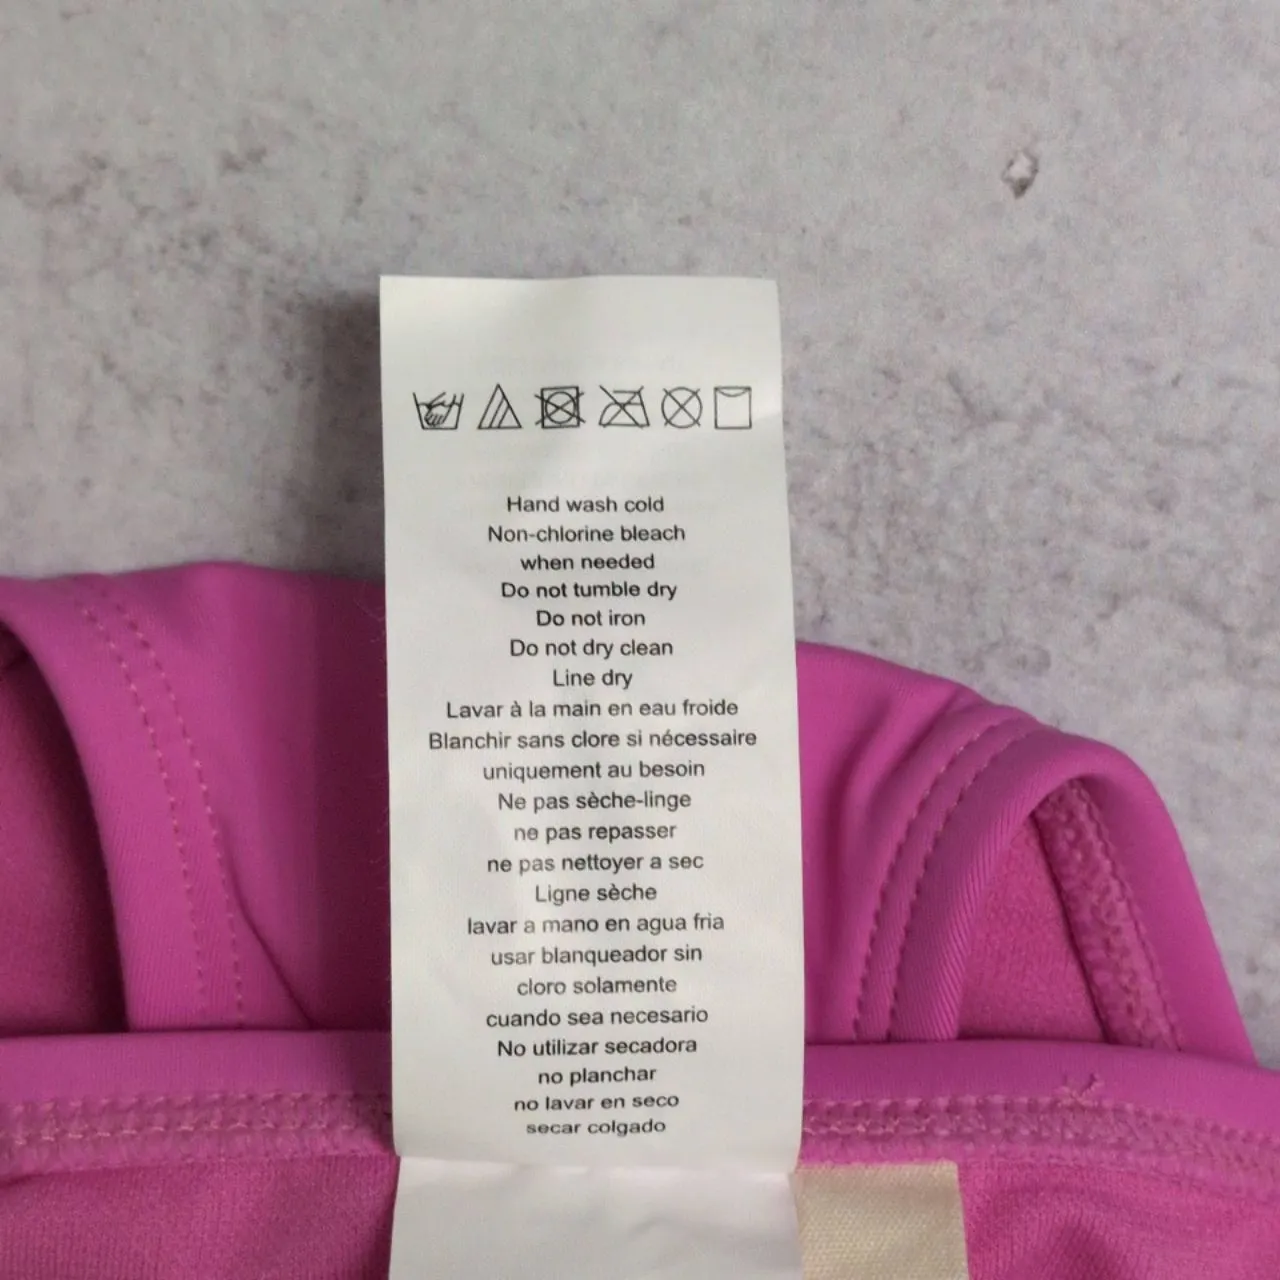 Hand wash cold
Non-chlorine bleach
when needed
Do not tumble dry
Do not iron
Do not dry clean
Line dry
Lavar à la main en eau froide
Blanchir sans clore si nécessaire
uniquement au besoin
Ne pas sèche-linge
ne pas repasser
ne pas nettoyer a sec
Ligne sèche
lavar a mano en agua fria
usar blanqueador sin
cloro solamente
cuando sea necesario
No utilizar secadora
no planchar
no lavar en seco
secar colgado